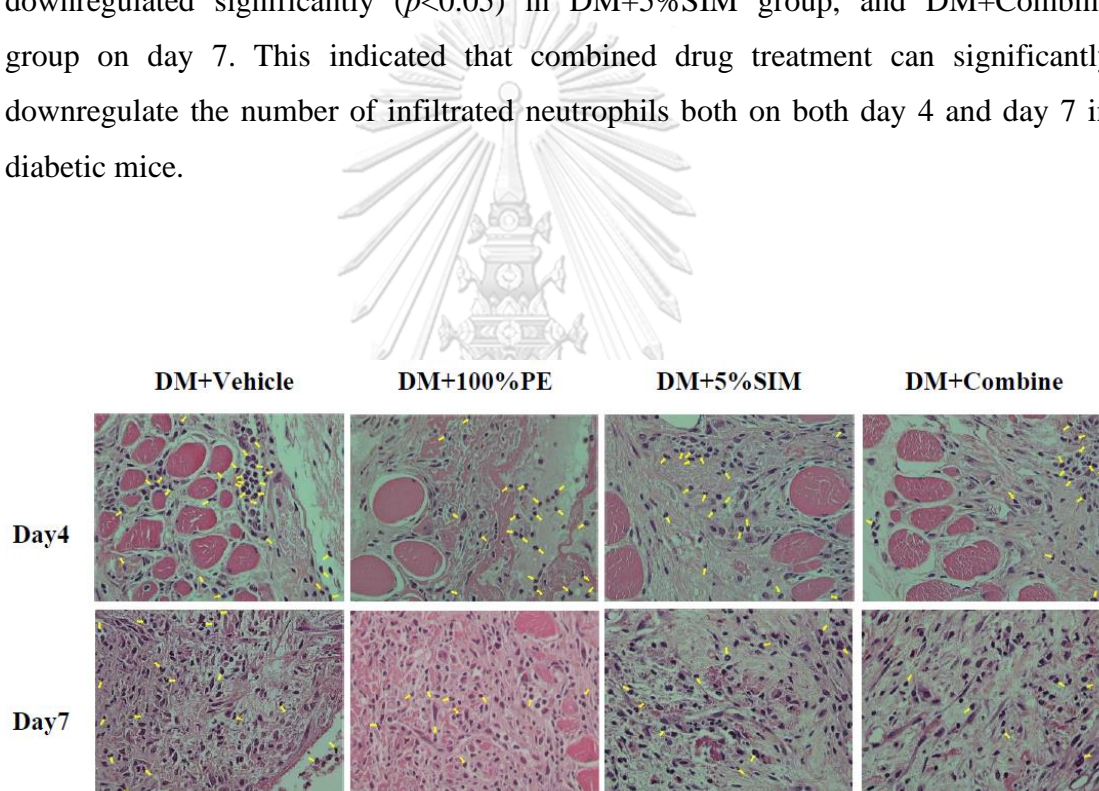 downregulated significantly (p<0.05) in DM+5%SIM group, and DM+Combin
group on day 7. This indicated that combined drug treatment can significantly
downregulate the number of infiltrated neutrophils both on both day 4 and day 7 i
diabetic mice.
DM+Vehicle DM+100%PE DM+5%SIM DM+Combine
Day4
Day7